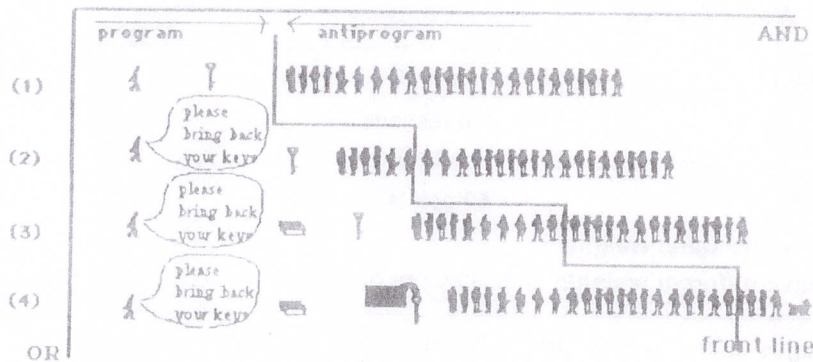 program antiprogram AND
(1)
please
bring back
your keys
(2)
please
bring back
your keys
(3)
please
bring back
your keys
(4)
front line
OR